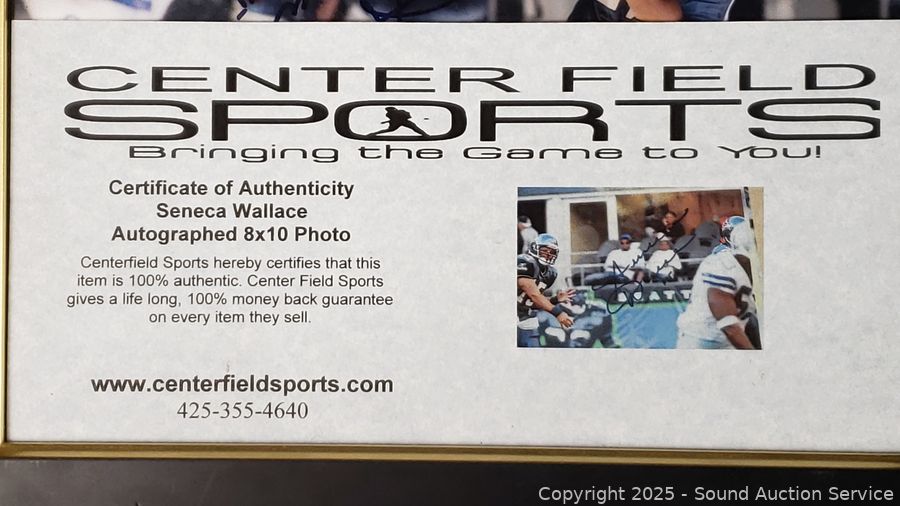 CENTER FIELD
SPORTS
Bringing the Game to You!
Certificate of Authenticity
Seneca Wallace
Autographed 8x10 Photo
Centerfield Sports hereby certifies that this
item is 100% authentic. Center Field Sports
gives a life long, 100% money back guarantee
on every item they sell.
www.centerfieldsports.com
425-355-4640
Copyright 2025 - Sound Auction Service